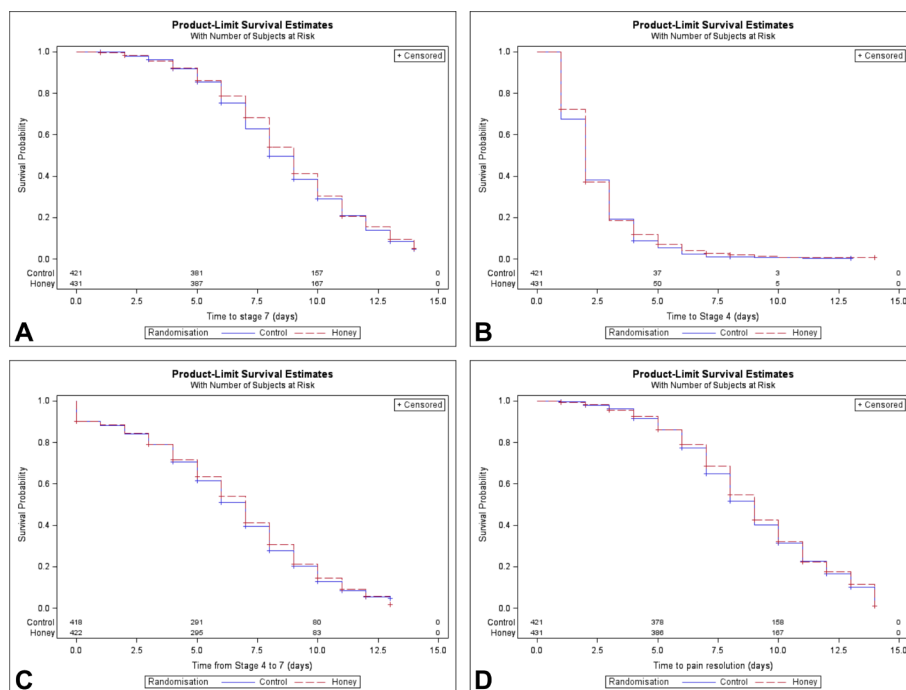 Product-Limit Survival Estimates
With Number of Subjects at Risk
+ Censored
1.0
0.8
0.6
0.4
0.2
0.0
Survival Probability
Control 421 381 157 0
Honey 431 387 167 0
0.0 2.5 5.0 7.5 10.0 12.5 15.0
Time to stage 7 (days)
Randomisation Control Honey
A
Product-Limit Survival Estimates
With Number of Subjects at Risk
+ Censored
1.0
0.8
0.6
0.4
0.2
0.0
Survival Probability
Control 421 37 3 0
Honey 431 50 5 0
0.0 2.5 5.0 7.5 10.0 12.5 15.0
Time to Stage 4 (days)
Randomisation Control Honey
B
Product-Limit Survival Estimates
With Number of Subjects at Risk
+ Censored
1.0
0.8
0.6
0.4
0.2
0.0
Survival Probability
Control 418 291 80 0
Honey 422 295 83 0
0.0 2.5 5.0 7.5 10.0 12.5 15.0
Time from Stage 4 to 7 (days)
Randomisation Control Honey
C
Product-Limit Survival Estimates
With Number of Subjects at Risk
+ Censored
1.0
0.8
0.6
0.4
0.2
0.0
Survival Probability
Control 421 378 158 0
Honey 431 386 167 0
0.0 2.5 5.0 7.5 10.0 12.5 15.0
Time to pain resolution (days)
Randomisation Control Honey
D